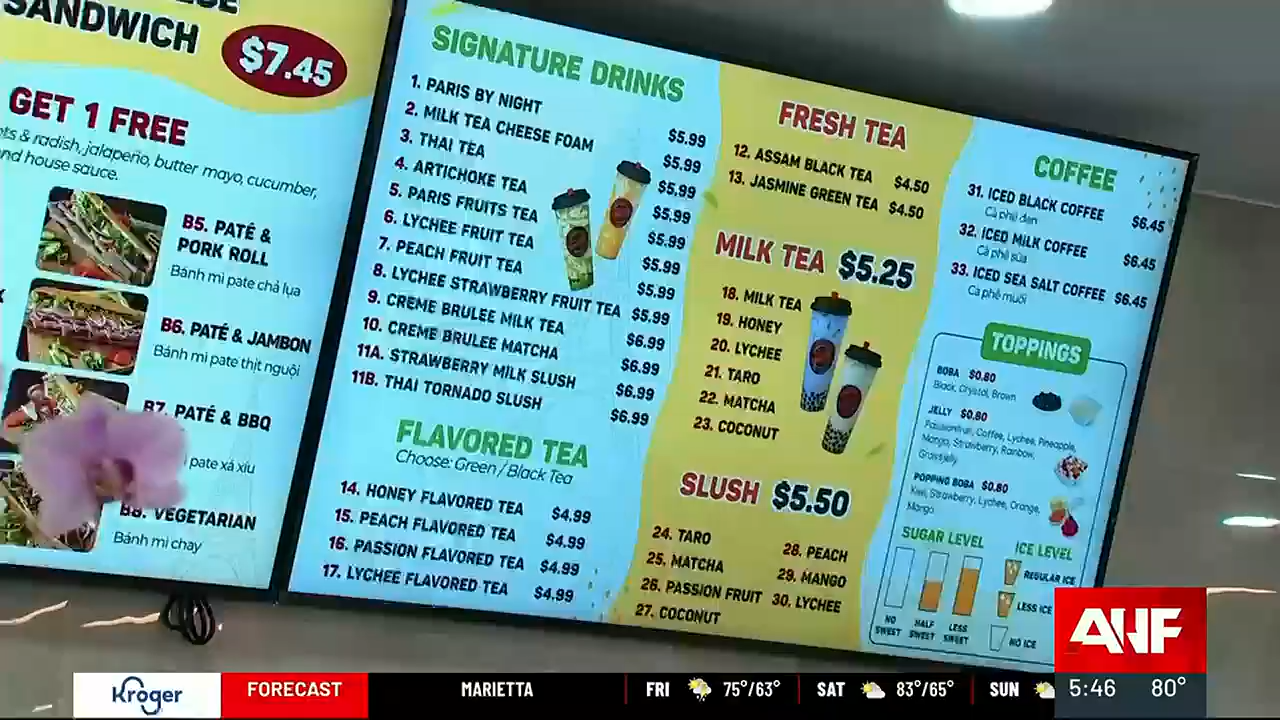 SANDWICH
$7.45
GET 1 FREE
& radish, jalapeño, butter mayo, cucumber,
and house sauce.
B5. PATÉ &
PORK ROLL
Bánh mì pate chả lụa
B6. PATÉ & JAMBON
Bánh mì pate thịt nguội
B7. PATÉ & BBQ
pate xá xíu
B8. VEGETARIAN
Bánh mì chay
SIGNATURE DRINKS
1. PARIS BY NIGHT $5.99
2. MILK TEA CHEESE FOAM $5.99
3. THAI TEA $5.99
4. ARTICHOKE TEA $5.99
5. PARIS FRUITS TEA $5.99
6. LYCHEE FRUIT TEA $5.99
7. PEACH FRUIT TEA $5.99
8. LYCHEE STRAWBERRY FRUIT TEA $5.99
9. CREME BRULEE MILK TEA $6.99
10. CREME BRULEE MATCHA $6.99
11A. STRAWBERRY MILK SLUSH $6.99
11B. THAI TORNADO SLUSH $6.99
FLAVORED TEA
Choose: Green / Black Tea
14. HONEY FLAVORED TEA $4.99
15. PEACH FLAVORED TEA $4.99
16. PASSION FLAVORED TEA $4.99
17. LYCHEE FLAVORED TEA $4.99
FRESH TEA
12. ASSAM BLACK TEA $4.50
13. JASMINE GREEN TEA $4.50
MILK TEA $5.25
18. MILK TEA
19. HONEY
20. LYCHEE
21. TARO
22. MATCHA
23. COCONUT
SLUSH $5.50
24. TARO
25. MATCHA
26. PASSION FRUIT
27. COCONUT
28. PEACH
29. MANGO
30. LYCHEE
COFFEE
31. ICED BLACK COFFEE $6.45
Cà phê đen
32. ICED MILK COFFEE $6.45
Cà phê sữa
33. ICED SEA SALT COFFEE $6.45
Cà phê muối
TOPPINGS
BOBA $0.80
Black, Crystal, Brown
JELLY $0.80
Passionfruit, Coffee, Lychee, Pineapple,
Mango, Strawberry, Rainbow,
Grassjelly
POPPING BOBA $0.80
Kiwi, Strawberry, Lychee, Orange,
Mango
SUGAR LEVEL
NO SWEET
HALF SWEET
LESS SWEET
ICE LEVEL
REGULAR ICE
LESS ICE
NO ICE
ANF
5:46 80°
Kroger FORECAST MARIETTA FRI 75°/63° SAT 83°/65° SUN